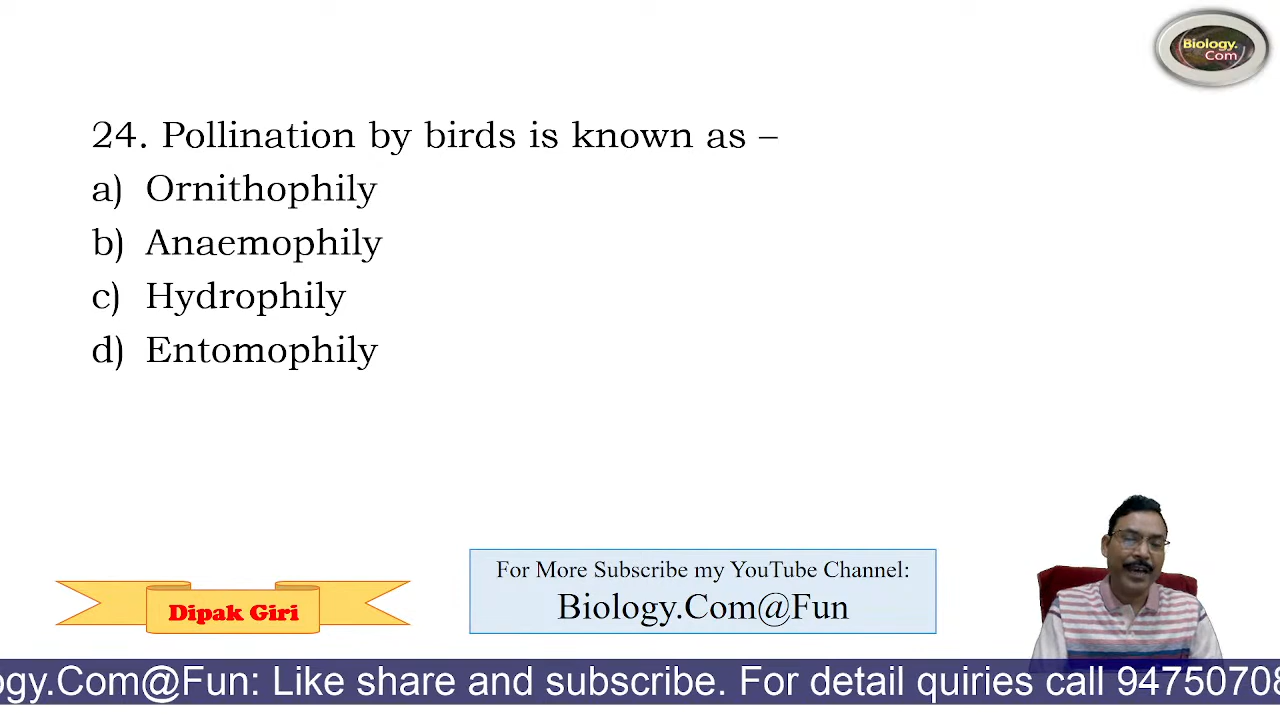 Biology.
Com
24. Pollination by birds is known as –
a) Ornithophily
b) Anaemophily
c) Hydrophily
d) Entomophily
For More Subscribe my YouTube Channel:
Biology.Com@Fun
Dipak Giri
ogy.Com@Fun: Like share and subscribe. For detail quiries call 94750708